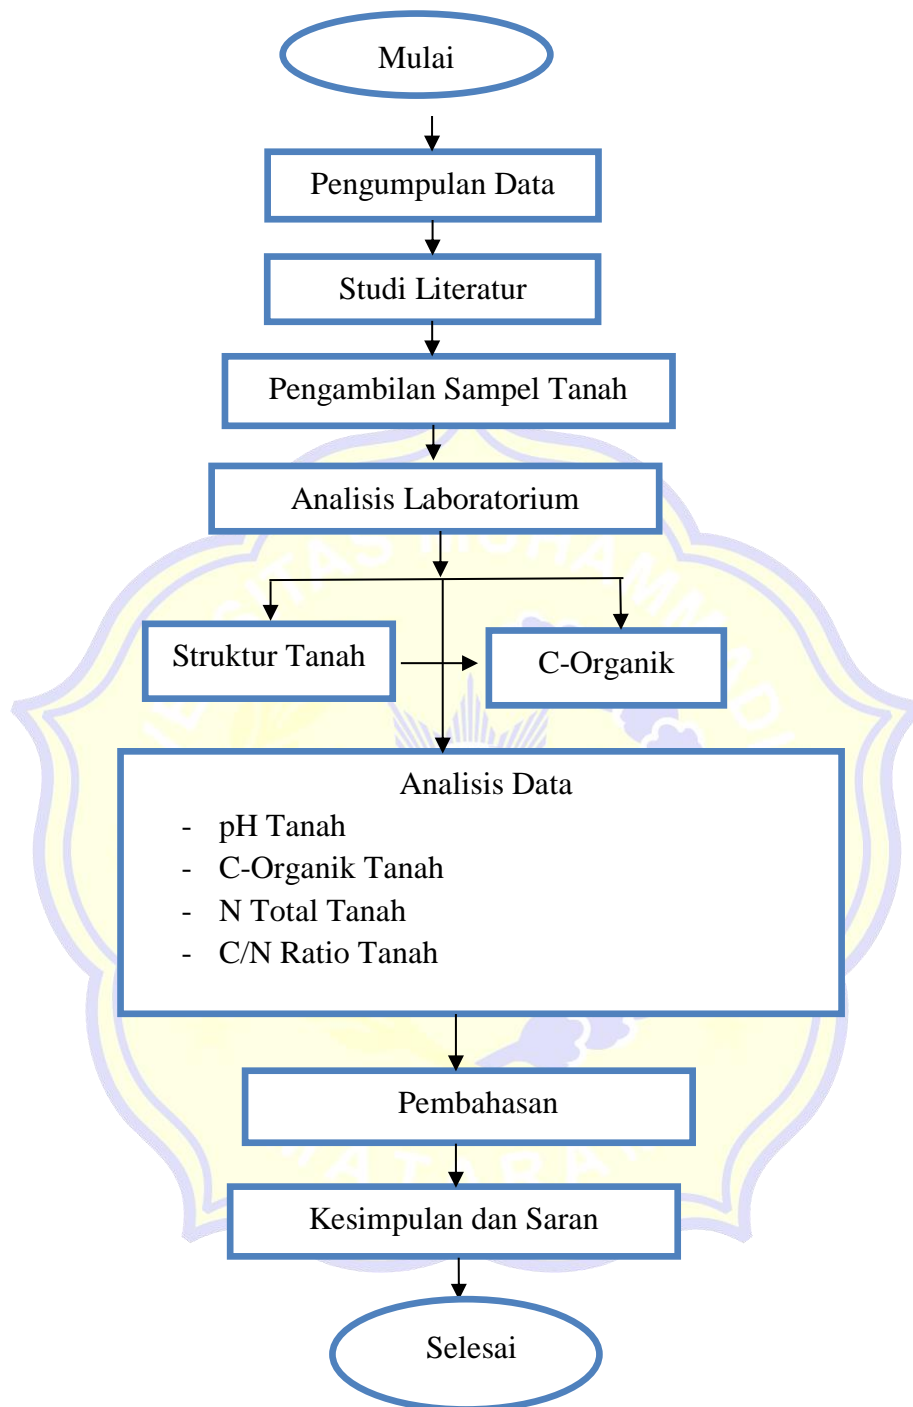 Mulai
Pengumpulan Data
Studi Literatur
Pengambilan Sampel Tanah
Analisis Laboratorium
Struktur Tanah
C-Organik
Analisis Data
- pH Tanah
- C-Organik Tanah
- N Total Tanah
- C/N Ratio Tanah
Pembahasan
MATARAM
Kesimpulan dan Saran
Selesai